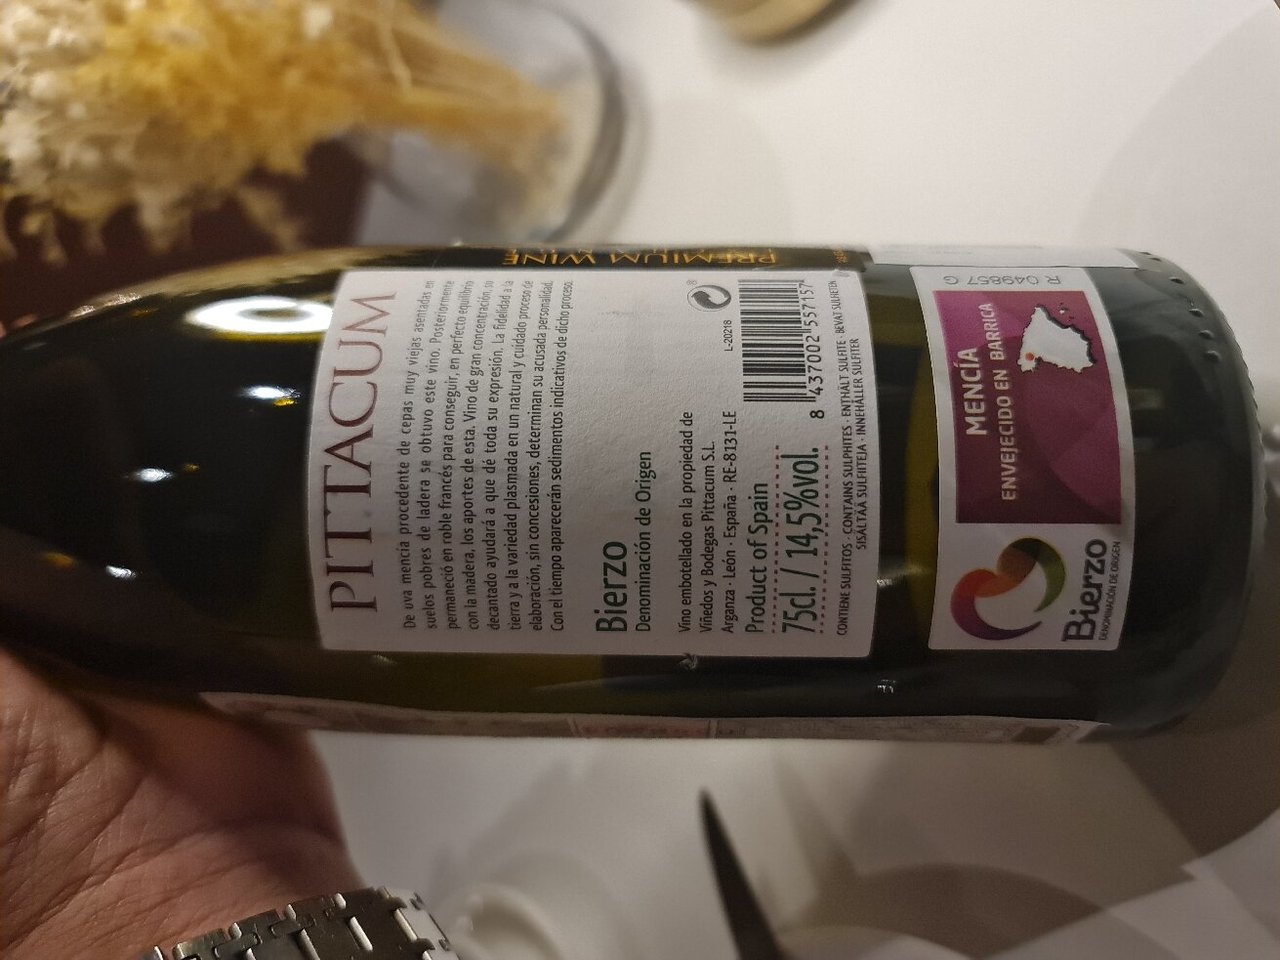 PITTACUM
De uva mencía procedente de cepas muy viejas asentadas en
suelos pobres de ladera se obtuvo este vino. Posteriormente
permaneció en roble francés para conseguir, en perfecto equilibrio
con la madera, los aportes de esta. Vino de gran concentración, su
decantado ayudará a que dé toda su expresión. La fidelidad a la
tierra y a la variedad plasmada en un natural y cuidado proceso de
elaboración, sin concesiones, determinan su acusada personalidad.
Con el tiempo aparecerán sedimentos indicativos de dicho proceso.
Bierzo
Denominación de Origen
Vino embotellado en la propiedad de
Viñedos y Bodegas Pittacum S.L.
Arganza · León · España · RE-8131-LE
Product of Spain
75cl. / 14,5%vol.
L-20218
8 437002 557157
CONTIENE SULFITOS · CONTAINS SULPHITES · ENTHÄLT SULFITE · BEVAT SULFIETEN
SISÄLTÄÄ SULFIITTEJA · INNEHÅLLER SULFITER
PREMIUM WINE
R 049857 G
MENCÍA
ENVEJECIDO EN BARRICA
Bierzo
DENOMINACIÓN DE ORIGEN